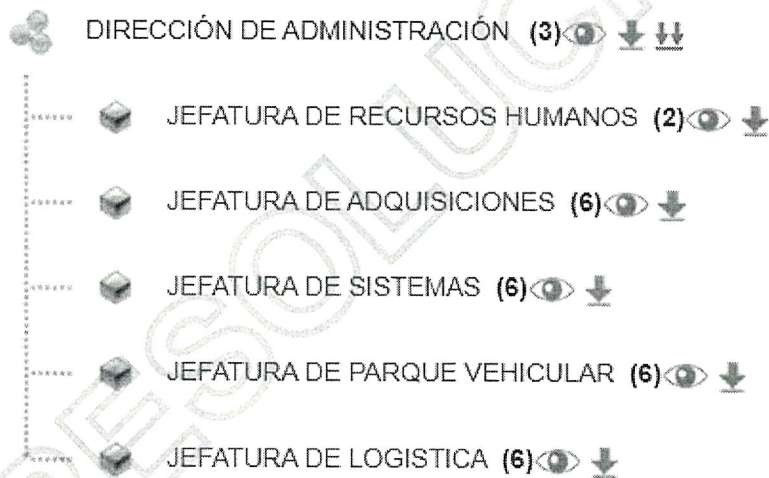 DIRECCIÓN DE ADMINISTRACIÓN (3)
JEFATURA DE RECURSOS HUMANOS (2)
JEFATURA DE ADQUISICIONES (6)
JEFATURA DE SISTEMAS (6)
JEFATURA DE PARQUE VEHICULAR (6)
JEFATURA DE LOGISTICA (6)